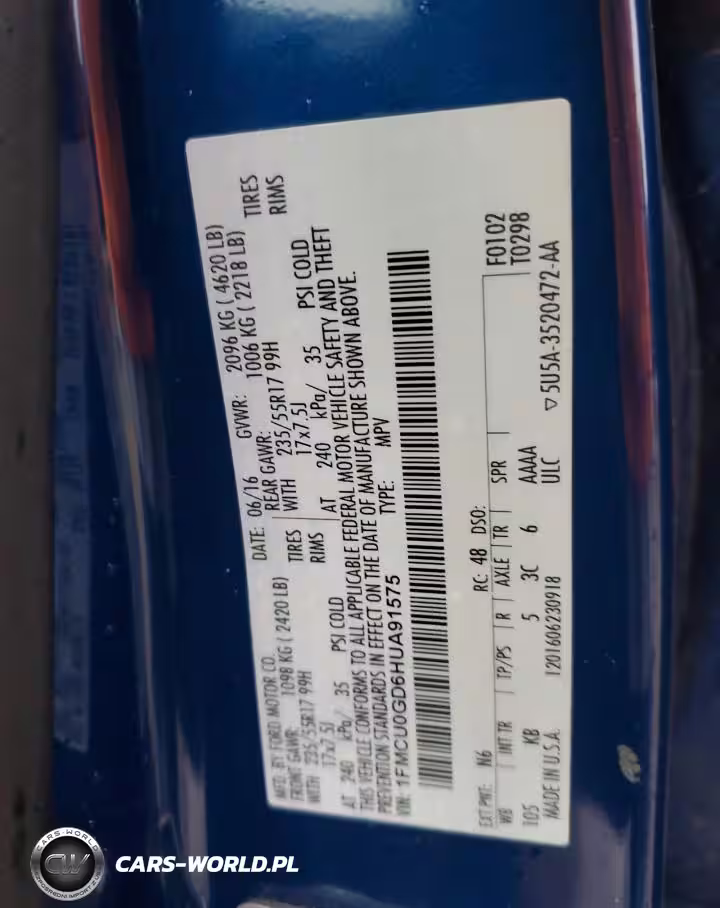 MFD. BY FORD MOTOR CO.
DATE: 06/16 GVWR: 2096 KG ( 4620 LB)
FRONT GAWR: 1098 KG ( 2420 LB)
REAR GAWR: 1006 KG ( 2218 LB)
WITH 235/55R17 99H TIRES
WITH 235/55R17 99H TIRES
17x7.5J RIMS
17x7.5J RIMS
AT 240 kPa/ 35 PSI COLD
AT 240 kPa/ 35 PSI COLD
THIS VEHICLE CONFORMS TO ALL APPLICABLE FEDERAL MOTOR VEHICLE SAFETY AND THEFT
PREVENTION STANDARDS IN EFFECT ON THE DATE OF MANUFACTURE SHOWN ABOVE.
VIN: 1FMCU0GD6HUA91575
TYPE: MPV
F0102
T0298
EXT PNT: N6 RC: 48 DSO:
WB INT TR TP/PS R AXLE TR SPR
105 KB 5 3C 6 AAAA
ULC
MADE IN U.S.A. 1201606230918
▽ 5U5A-3520472-AA
CARS-WORLD
CW
CARS-WORLD.PL